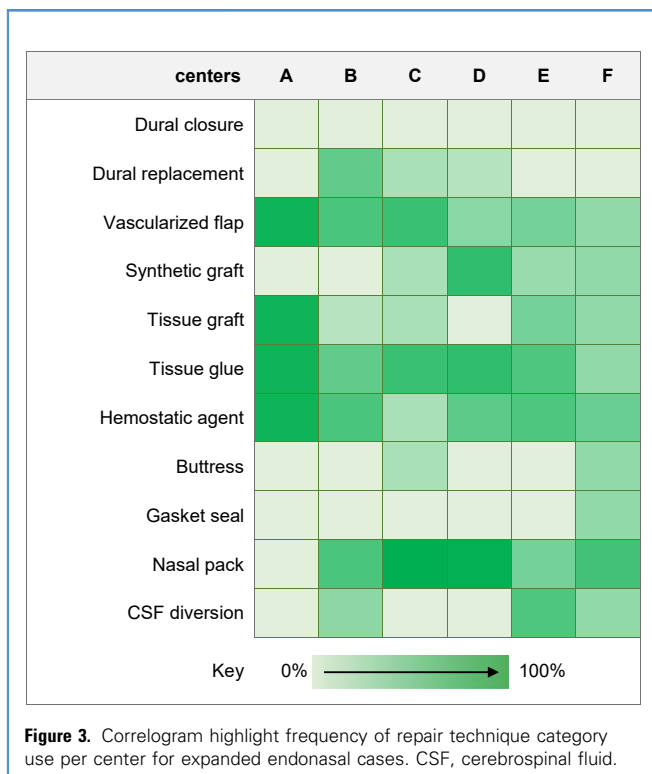 centers A B C D E F
Dural closure
Dural replacement
Vascularized flap
Synthetic graft
Tissue graft
Tissue glue
Hemostatic agent
Buttress
Gasket seal
Nasal pack
CSF diversion
Key 0% 100%
Figure 3. Correlogram highlight frequency of repair technique category
use per center for expanded endonasal cases. CSF, cerebrospinal fluid.